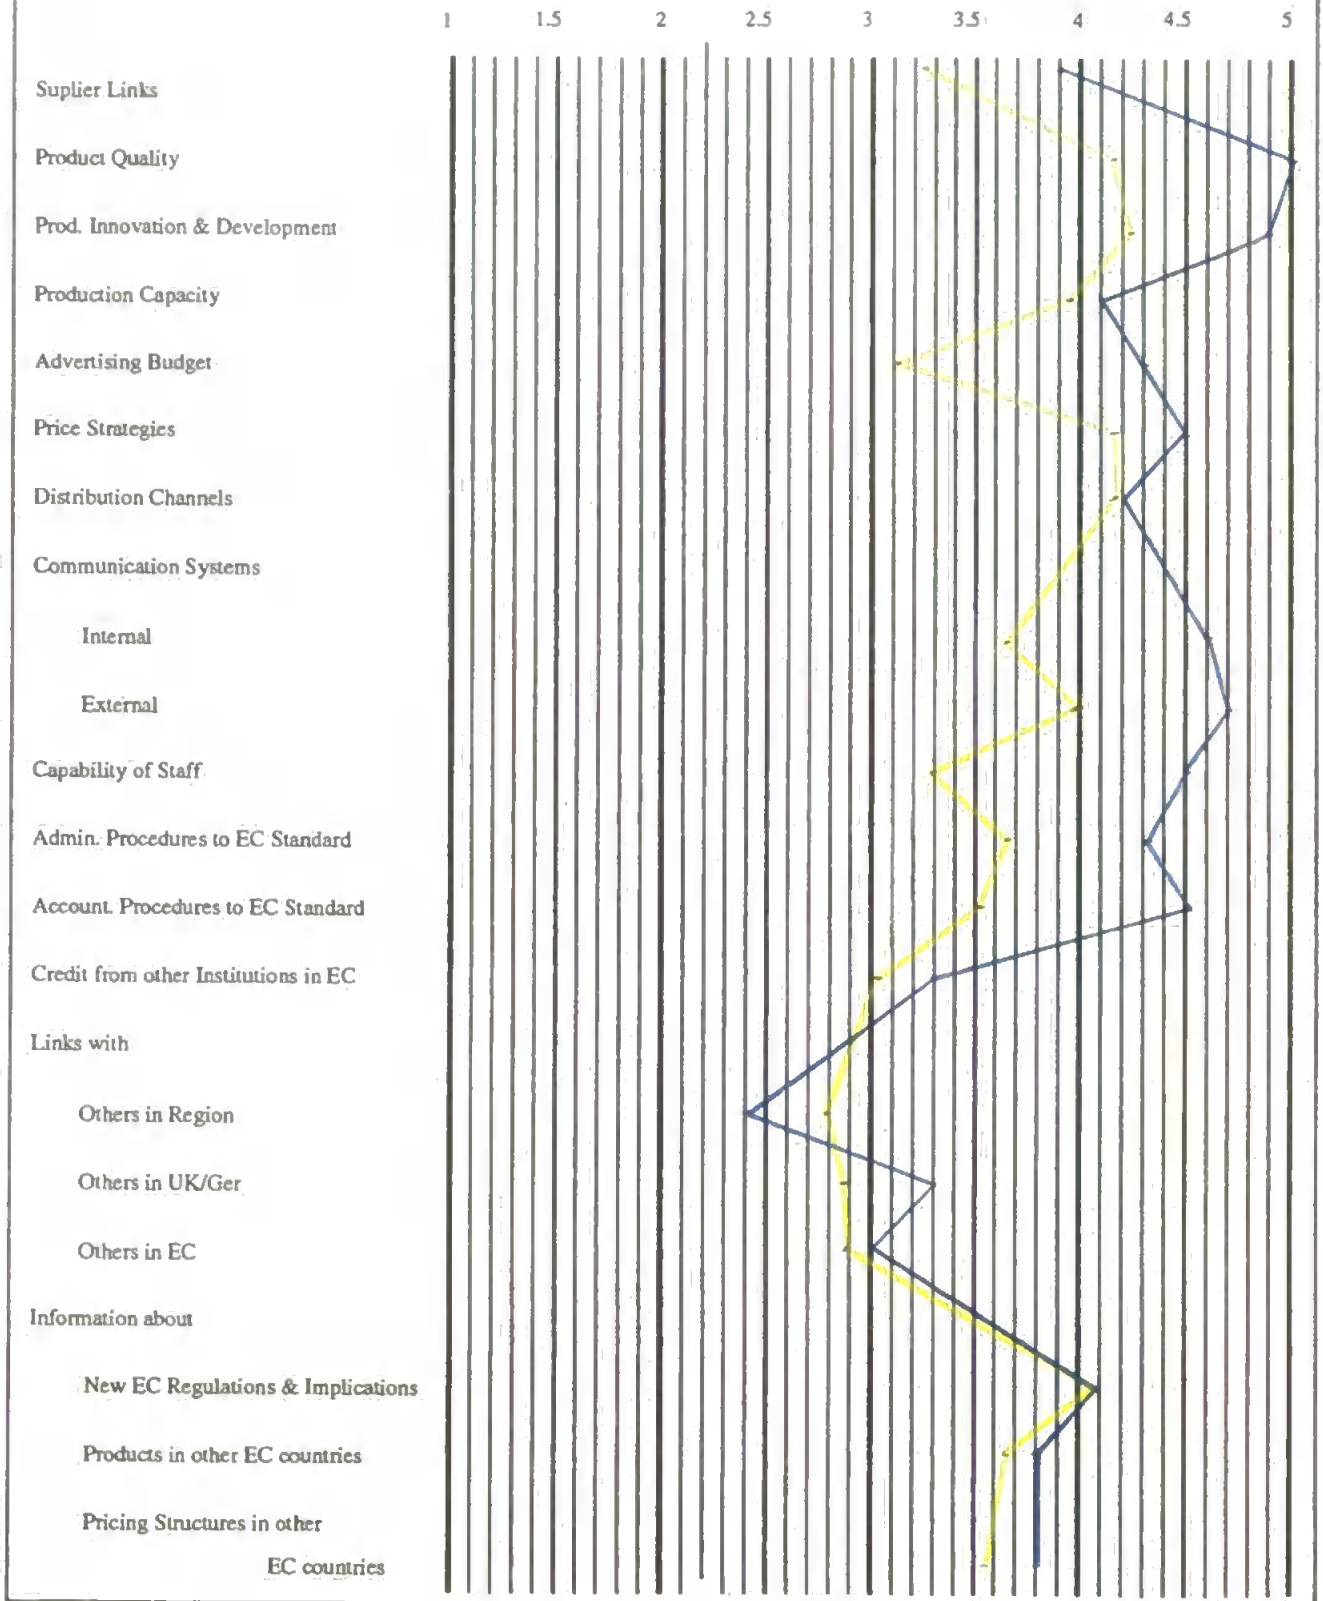 1 1.5 2 2.5 3 3.5 4 4.5 5
Suplier Links
Product Quality
Prod. Innovation & Development
Production Capacity
Advertising Budget
Price Strategies
Distribution Channels
Communication Systems
Internal
External
Capability of Staff
Admin. Procedures to EC Standard
Account. Procedures to EC Standard
Credit from other Institutions in EC
Links with
Others in Region
Others in UK/Ger
Others in EC
Information about
New EC Regulations & Implications
Products in other EC countries
Pricing Structures in other
EC countries